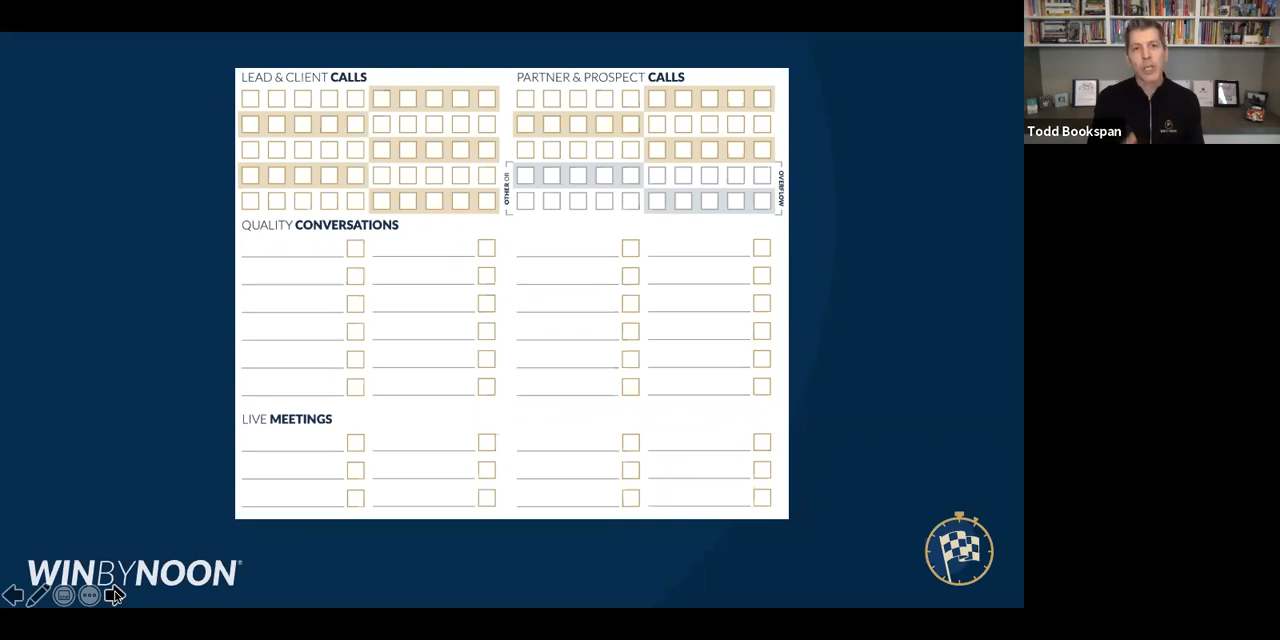 LEAD & CLIENT CALLS
PARTNER & PROSPECT CALLS
OTHER OR
OVERFLOW
QUALITY CONVERSATIONS
LIVE MEETINGS
WINBYNOON®
Todd Bookspan